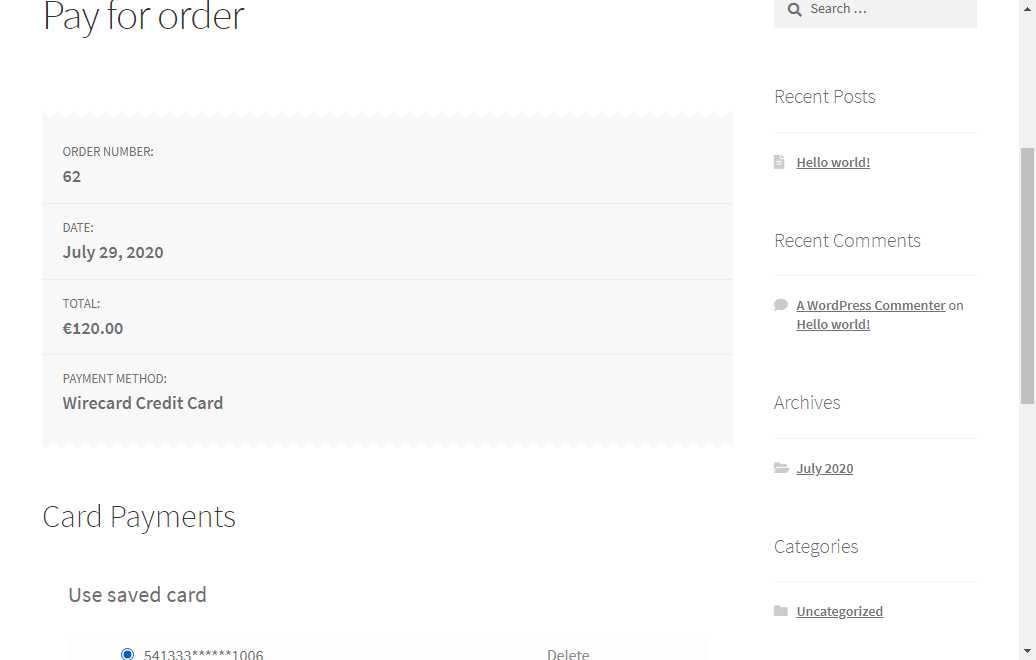 Pay for order
ORDER NUMBER:
62
DATE:
July 29, 2020
TOTAL:
€120.00
PAYMENT METHOD:
Wirecard Credit Card
Card Payments
Use saved card
541333******1006 Delete
Search …
Recent Posts
Hello world!
Recent Comments
A WordPress Commenter on
Hello world!
Archives
July 2020
Categories
Uncategorized